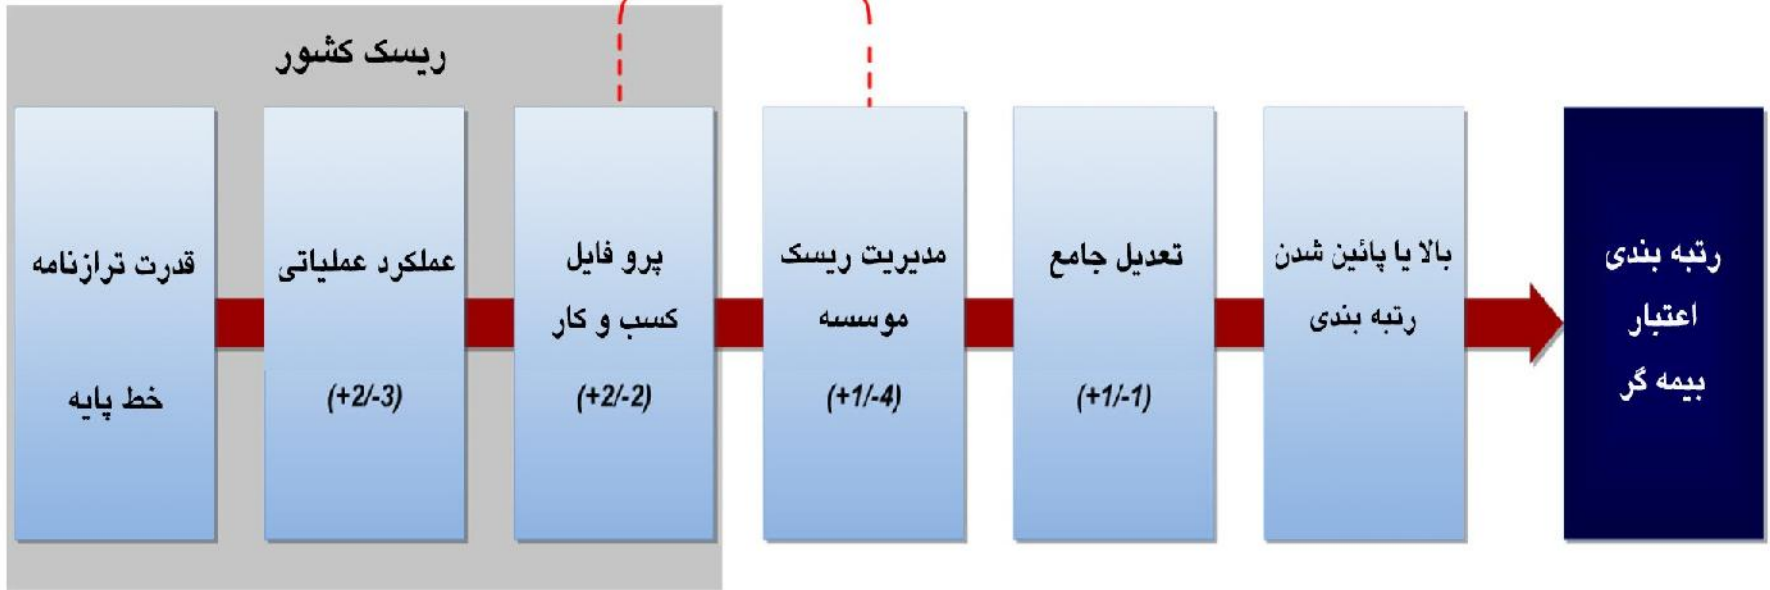 ریسک کشور
قدرت ترازنامه
خط پایه
عملکرد عملیاتی
(+2/-3)
پرو فایل
کسب و کار
(+2/-2)
مدیریت ریسک
موسسه
(+1/-4)
تعدیل جامع
(+1/-1)
بالا یا پائین شدن
رتبه بندی
رتبه بندی
اعتبار
بیمه گر